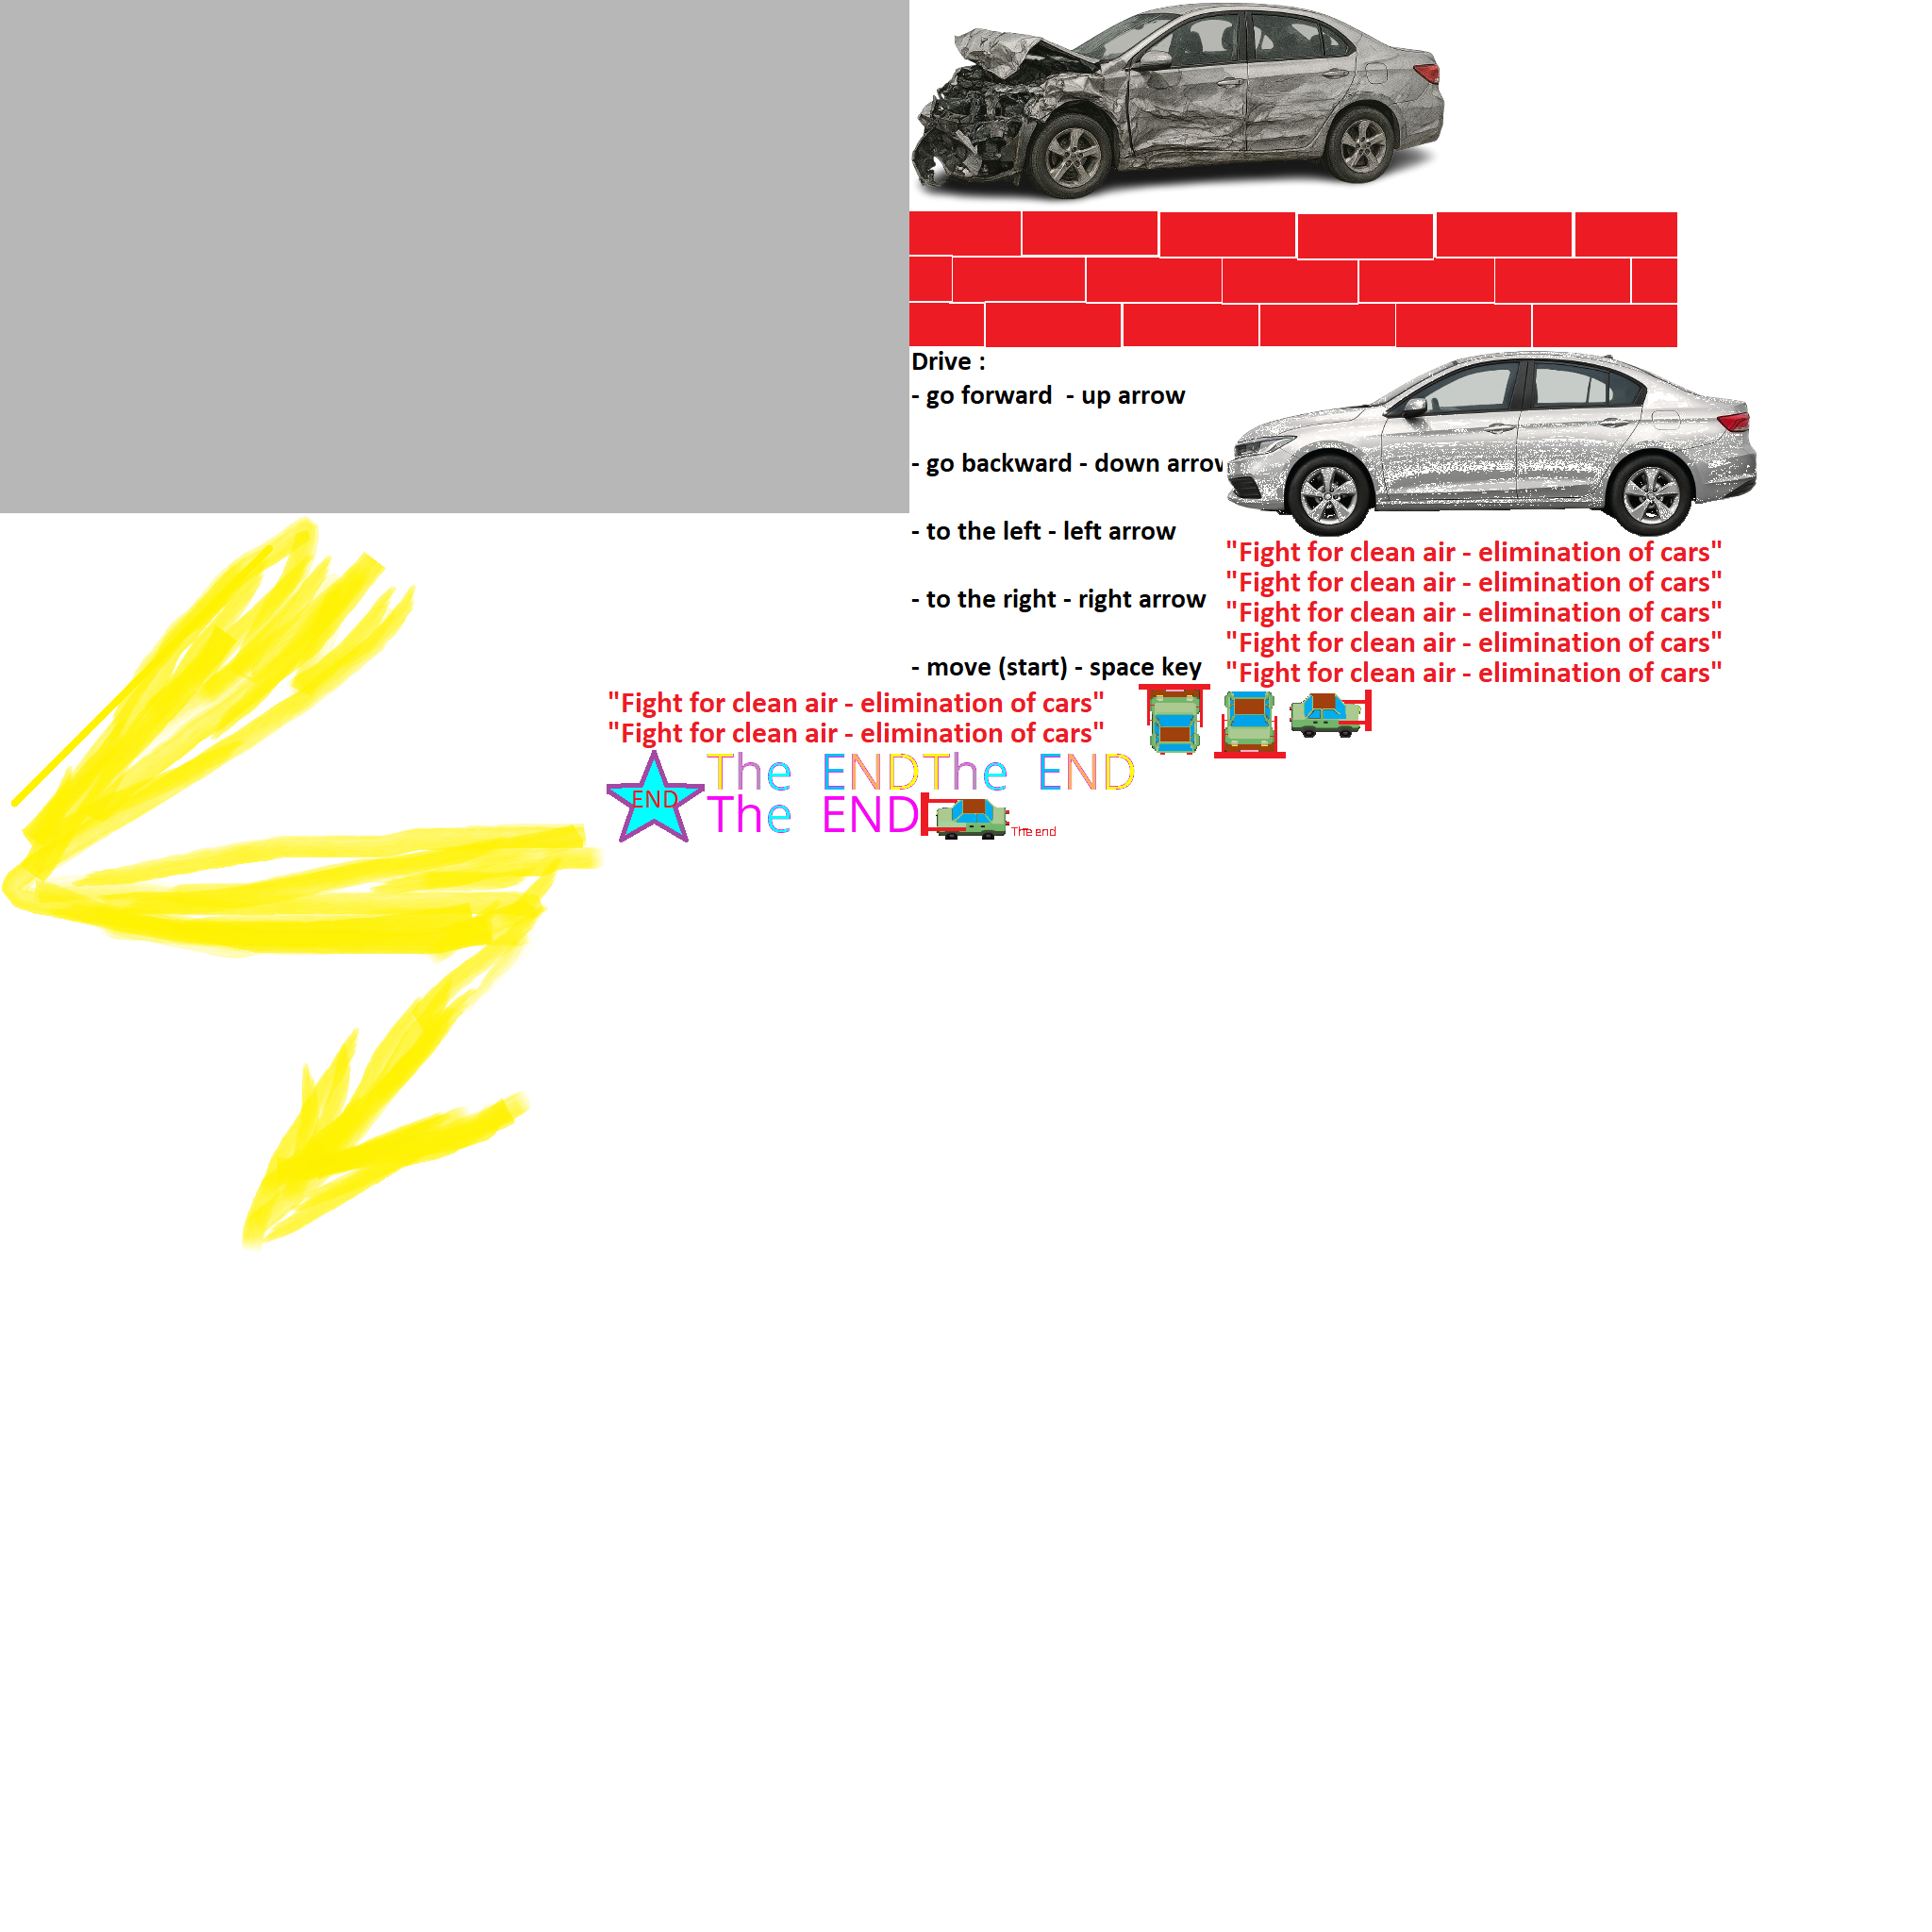 Drive :
- go forward  - up arrow
- go backward - down arrow
- to the left - left arrow
- to the right - right arrow
- move (start) - space key
"Fight for clean air - elimination of cars"
"Fight for clean air - elimination of cars"
"Fight for clean air - elimination of cars"
"Fight for clean air - elimination of cars"
"Fight for clean air - elimination of cars"
"Fight for clean air - elimination of cars"
"Fight for clean air - elimination of cars"
END
The END
The END
The END
The end